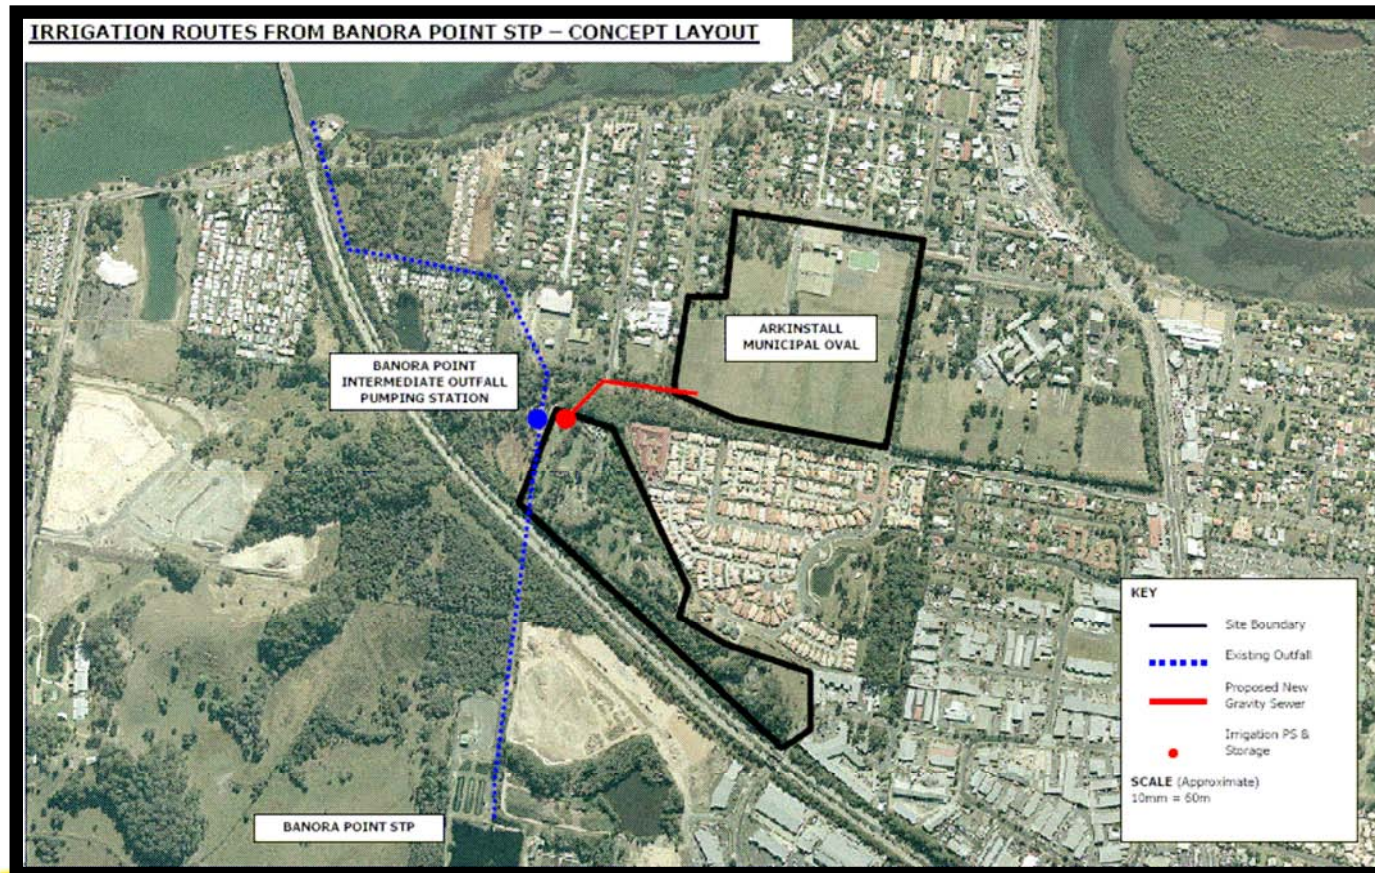 IRRIGATION ROUTES FROM BANORA POINT STP – CONCEPT LAYOUT
ARKINSTALL
MUNICIPAL OVAL
BANORA POINT
INTERMEDIATE OUTFALL
PUMPING STATION
KEY
Site Boundary
Existing Outfall
Proposed New
Gravity Sewer
Irrigation PS &
Storage
SCALE (Approximate)
10mm = 60m
BANORA POINT STP